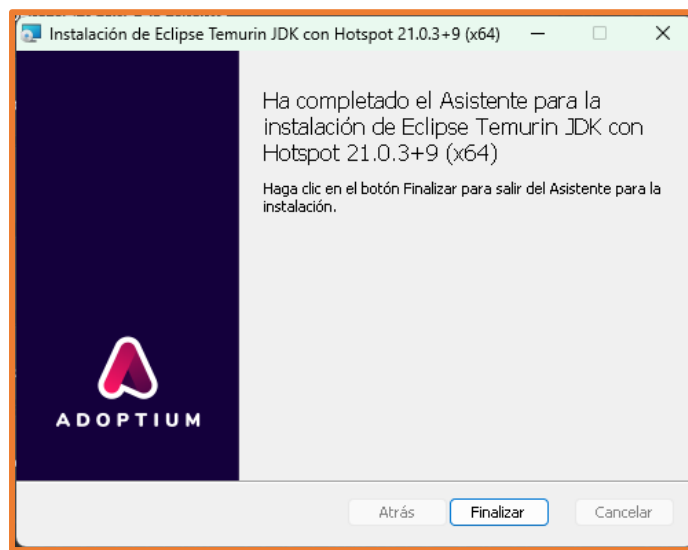 Instalación de Eclipse Temurin JDK con Hotspot 21.0.3+9 (x64)
Ha completado el Asistente para la
instalación de Eclipse Temurin JDK con
Hotspot 21.0.3+9 (x64)
Haga clic en el botón Finalizar para salir del Asistente para la
instalación.
ADOPTIUM
Atrás Finalizar Cancelar